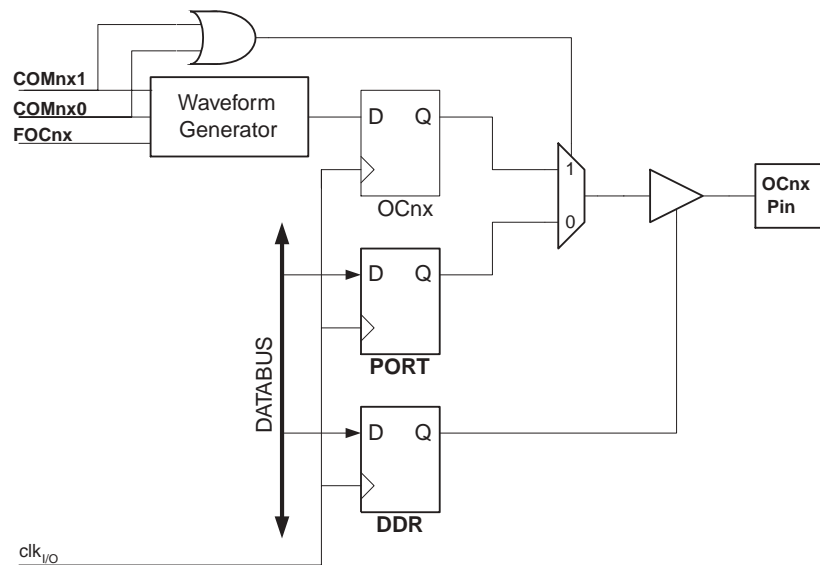 COMnx1
COMnx0
FOCnx
Waveform
Generator
D Q
OCnx
1
0
OCnx
Pin
D Q
PORT
DATABUS
D Q
DDR
clkI/O